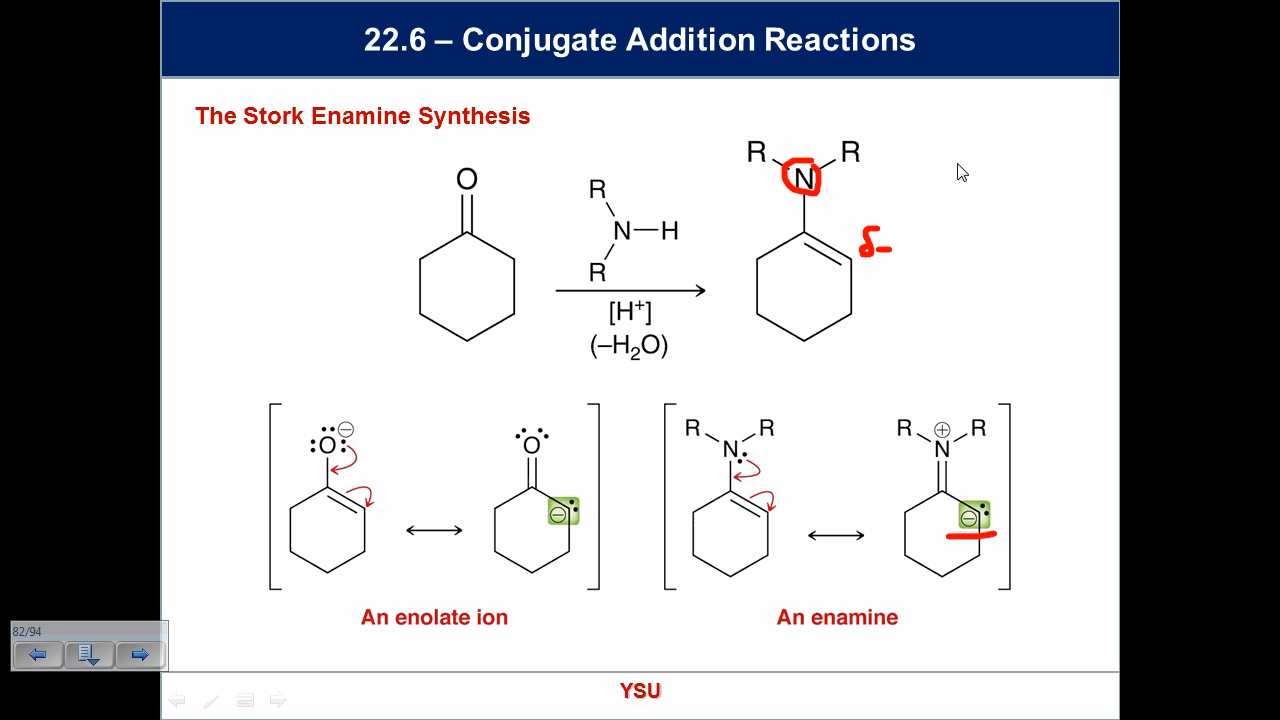 22.6 – Conjugate Addition Reactions
The Stork Enamine Synthesis
O
R
N—H
R
[H⁺]
(–H₂O)
R R
N
δ-
O ⊖
O
⊖
An enolate ion
R R
N
R ⊕ R
N
⊖
An enamine
82/94
YSU